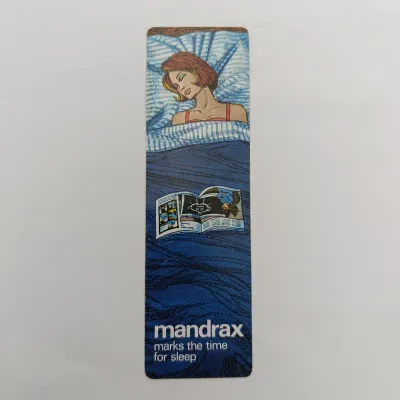 mandrax
marks the time
for sleep